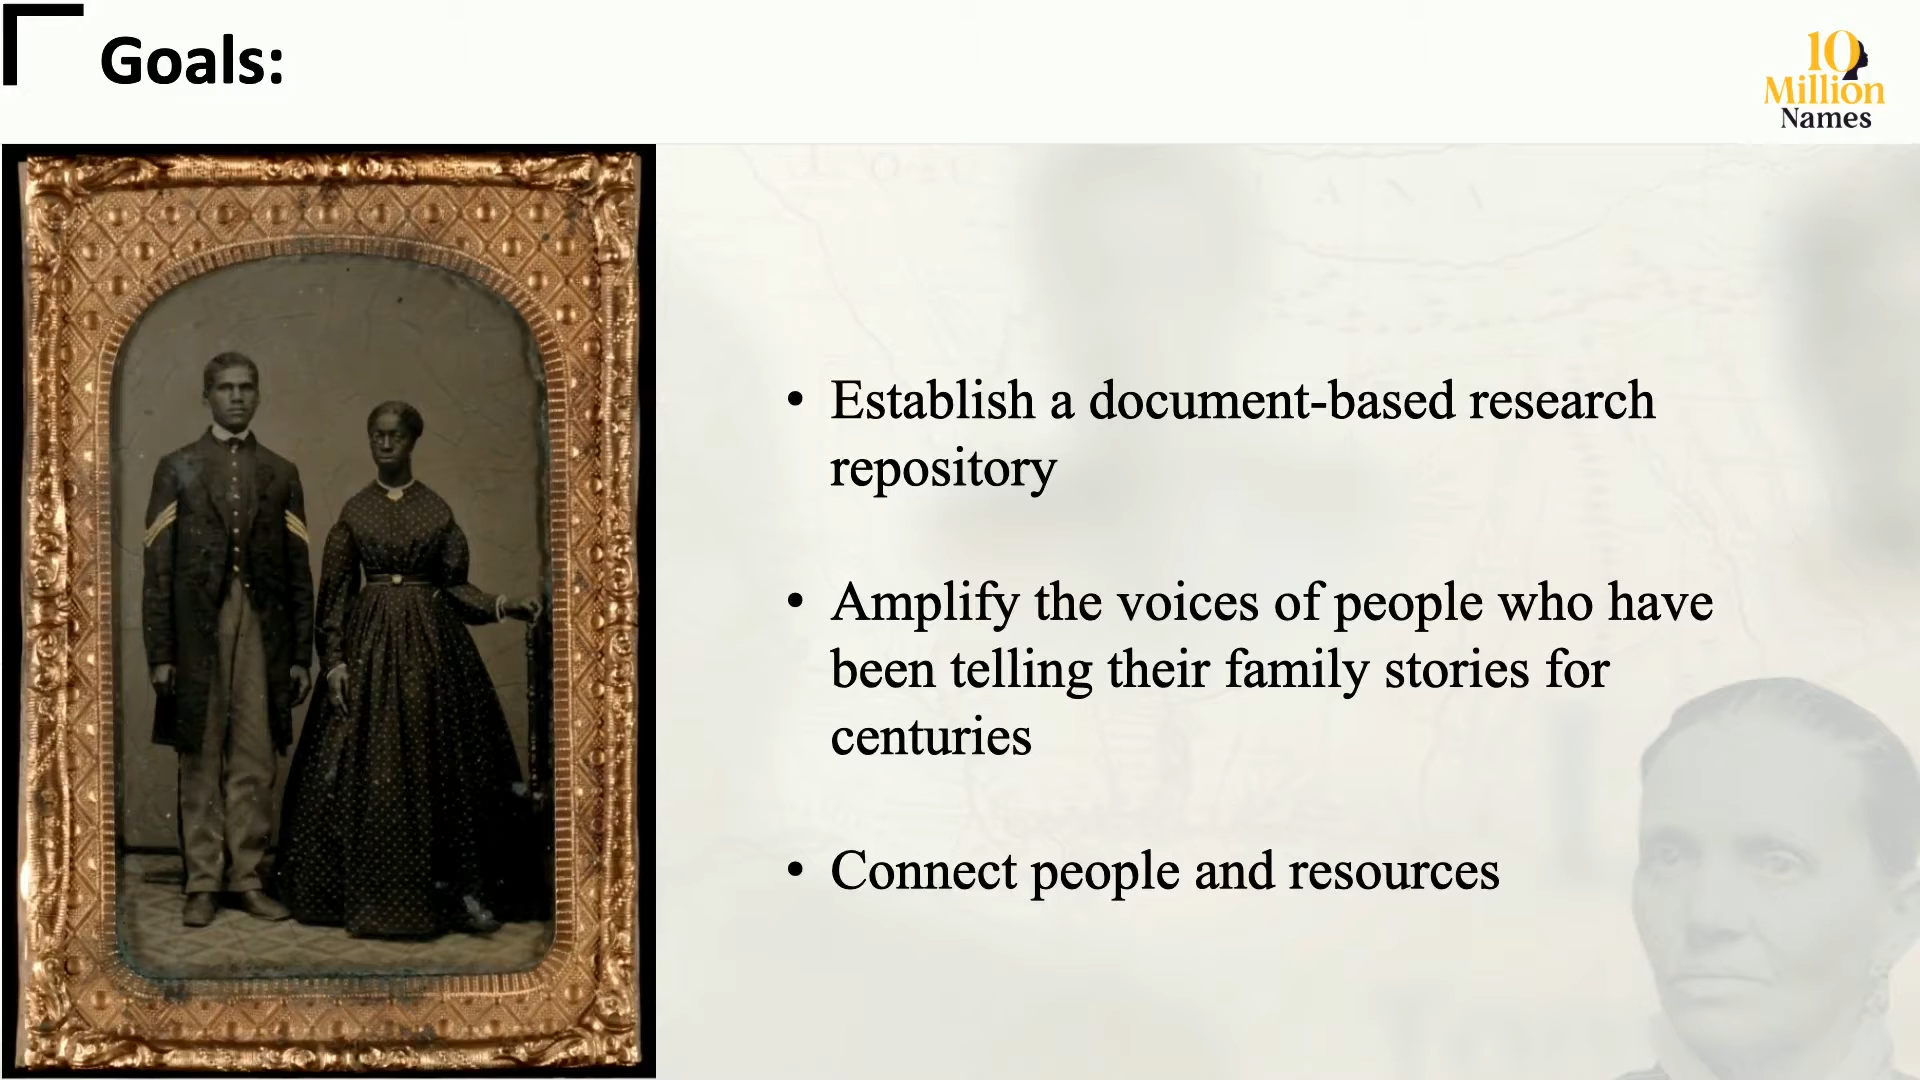 Goals:
10
Million
Names
• Establish a document-based research
repository
• Amplify the voices of people who have
been telling their family stories for
centuries
• Connect people and resources